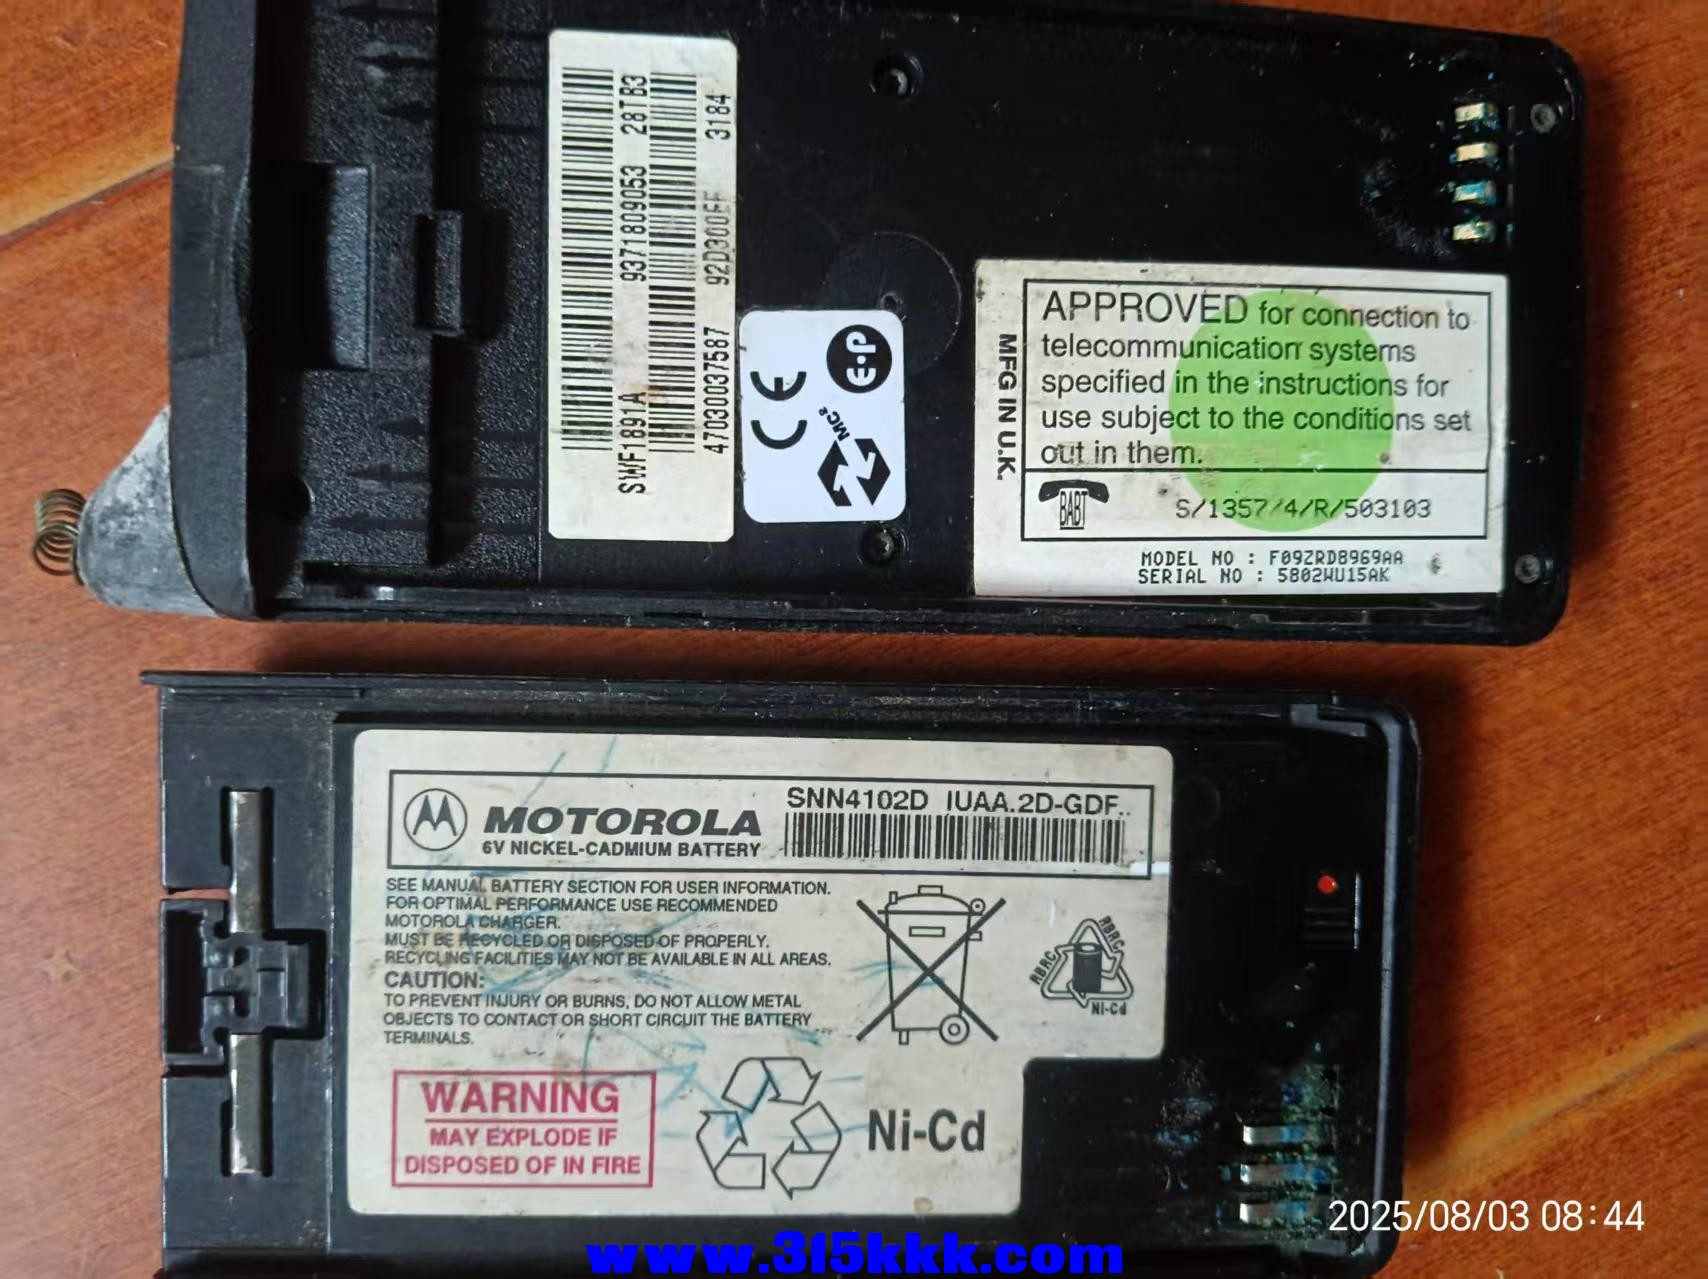 SWF1891A 9371809053 28TB3
470300037587 92D300FF 3184
CE
E·P
MC²
MFG IN U.K.
APPROVED for connection to
telecommunication systems
specified in the instructions for
use subject to the conditions set
out in them.
BABT
S/1357/4/R/503103
MODEL NO : F09ZRD8969AA
SERIAL NO : 5802WU15AK
MOTOROLA
6V NICKEL-CADMIUM BATTERY
SNN4102D IUAA.2D-GDF..
SEE MANUAL BATTERY SECTION FOR USER INFORMATION.
FOR OPTIMAL PERFORMANCE USE RECOMMENDED
MOTOROLA CHARGER.
MUST BE RECYCLED OR DISPOSED OF PROPERLY.
RECYCLING FACILITIES MAY NOT BE AVAILABLE IN ALL AREAS.
CAUTION:
TO PREVENT INJURY OR BURNS, DO NOT ALLOW METAL
OBJECTS TO CONTACT OR SHORT CIRCUIT THE BATTERY
TERMINALS.
RBRC
RBRC
Ni-Cd
WARNING
MAY EXPLODE IF
DISPOSED OF IN FIRE
Ni-Cd
2025/08/03 08:44
www.315kkk.com